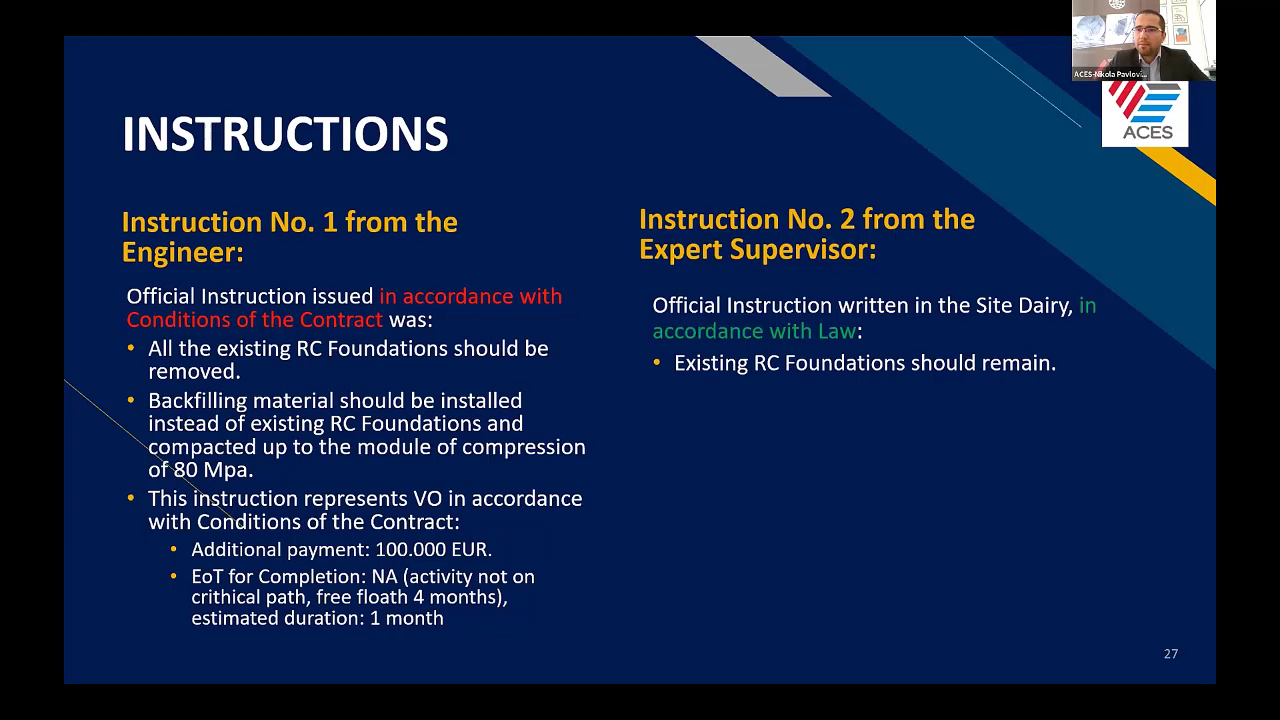 ACES-Nikola Pavlovi...
ACES
INSTRUCTIONS
Instruction No. 1 from the
Engineer:
Official Instruction issued in accordance with
Conditions of the Contract was:
• All the existing RC Foundations should be
removed.
• Backfilling material should be installed
instead of existing RC Foundations and
compacted up to the module of compression
of 80 Mpa.
• This instruction represents VO in accordance
with Conditions of the Contract:
• Additional payment: 100.000 EUR.
• EoT for Completion: NA (activity not on
crithical path, free floath 4 months),
estimated duration: 1 month
Instruction No. 2 from the
Expert Supervisor:
Official Instruction written in the Site Dairy, in
accordance with Law:
• Existing RC Foundations should remain.
27